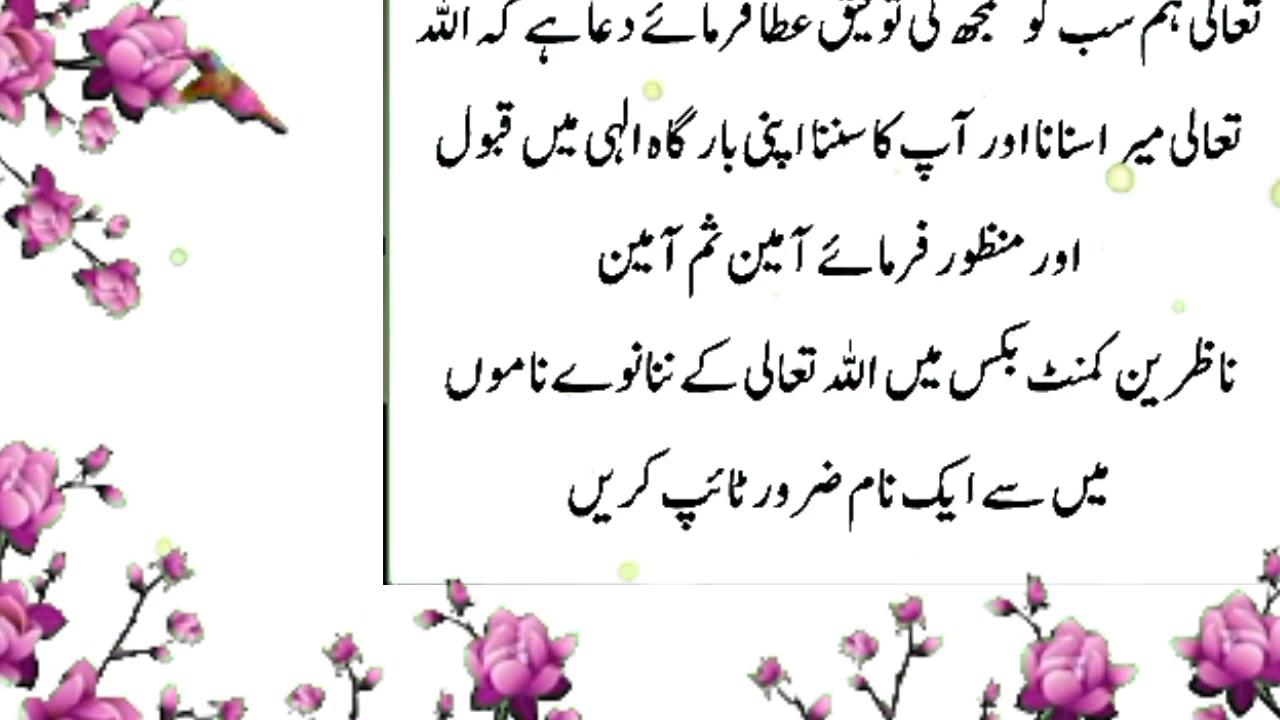 تعالی ہم سب کو سمجھ کی توفیق عطا فرمائے دعا ہے کہ اللہ
تعالی میرا سنانا اور آپ کا سننا اپنی بار گاہ الہی میں قبول
اور منظور فرمائے آمین ثم آمین
ناظرین کمنٹ بکس میں اللہ تعالی کے ننانوے ناموں
میں سے ایک نام ضرور ٹائپ کریں